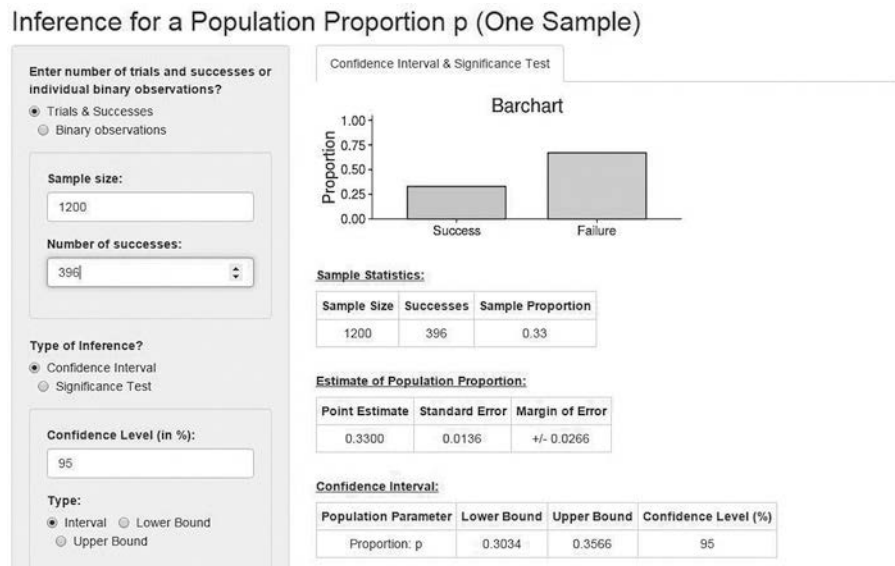 Inference for a Population Proportion p (One Sample)
Enter number of trials and successes or
individual binary observations?
Trials & Successes
Binary observations
Sample size:
1200
Number of successes:
396
Type of Inference?
Confidence Interval
Significance Test
Confidence Level (in %):
95
Type:
Interval Lower Bound
Upper Bound
Confidence Interval & Significance Test
Barchart
Proportion
1.00
0.75
0.50
0.25
0.00
Success Failure
Sample Statistics:
Sample Size Successes Sample Proportion
1200 396 0.33
Estimate of Population Proportion:
Point Estimate Standard Error Margin of Error
0.3300 0.0136 +/- 0.0266
Confidence Interval:
Population Parameter Lower Bound Upper Bound Confidence Level (%)
Proportion: p 0.3034 0.3566 95